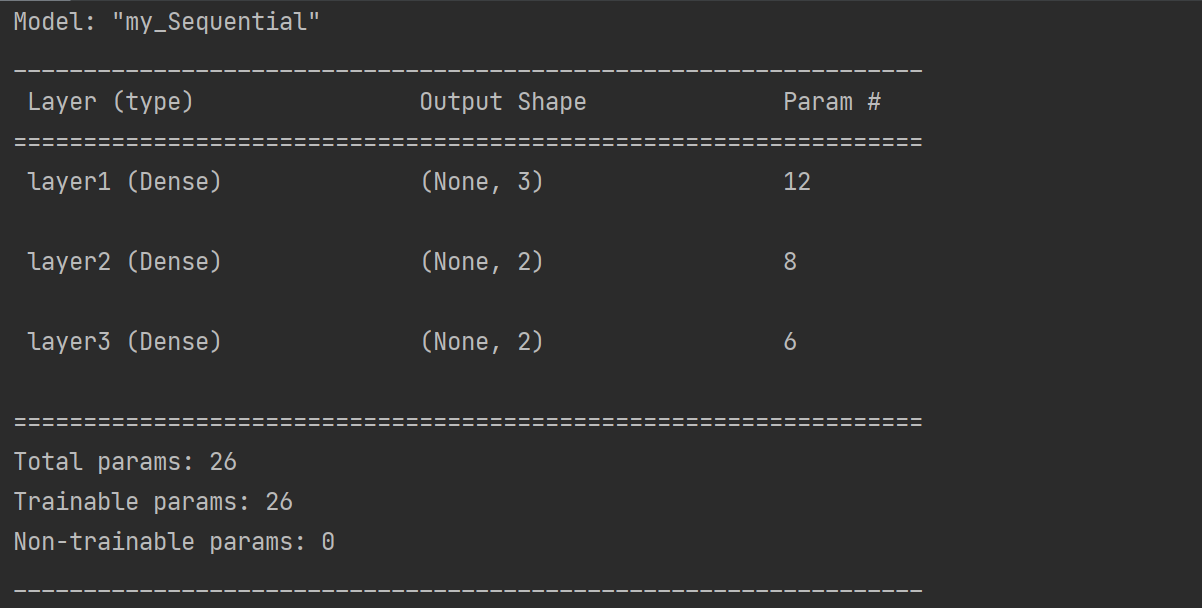 Model: "my_Sequential"
_________________________________________________________________
Layer (type)                Output Shape              Param #
=================================================================
layer1 (Dense)              (None, 3)                 12
layer2 (Dense)              (None, 2)                 8
layer3 (Dense)              (None, 2)                 6
=================================================================
Total params: 26
Trainable params: 26
Non-trainable params: 0
_________________________________________________________________